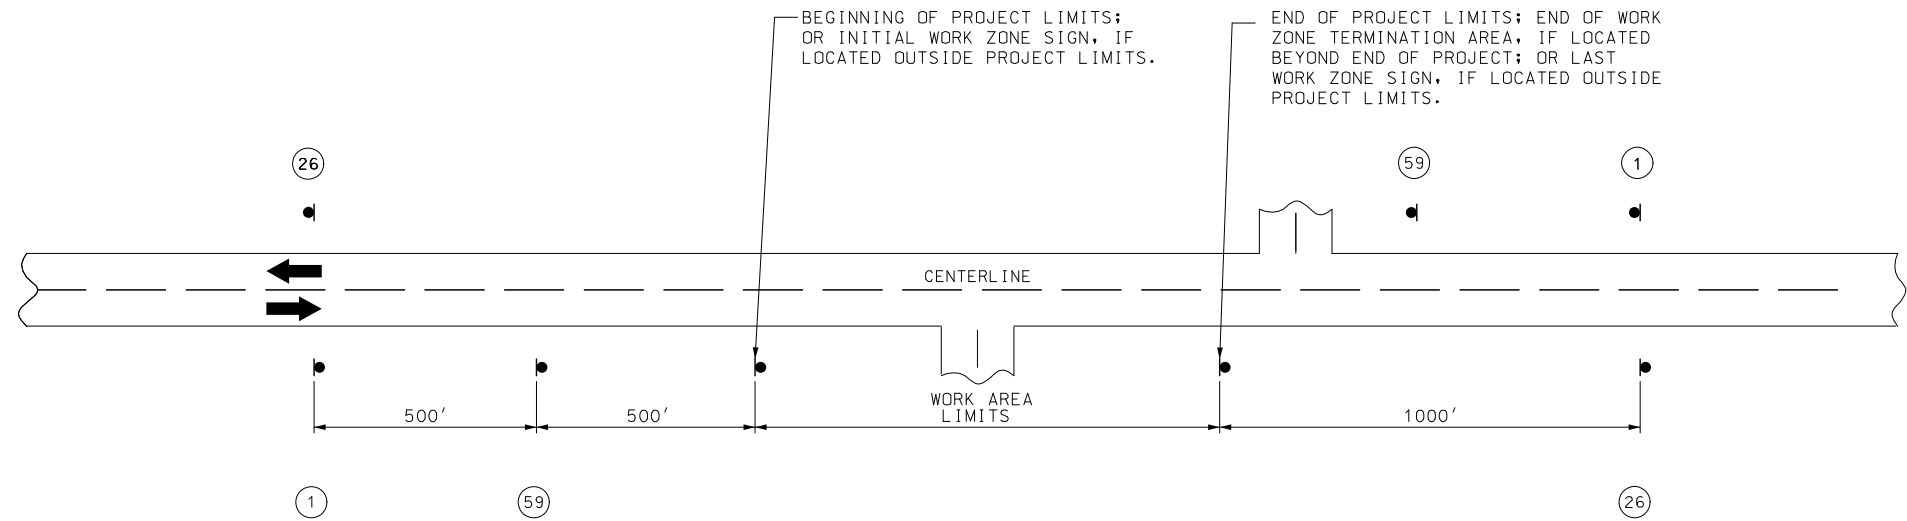 BEGINNING OF PROJECT LIMITS;
OR INITIAL WORK ZONE SIGN, IF
LOCATED OUTSIDE PROJECT LIMITS.
END OF PROJECT LIMITS; END OF WORK
ZONE TERMINATION AREA, IF LOCATED
BEYOND END OF PROJECT; OR LAST
WORK ZONE SIGN, IF LOCATED OUTSIDE
PROJECT LIMITS.
26
59
1
CENTERLINE
WORK AREA
LIMITS
500'
500'
1000'
1
59
26